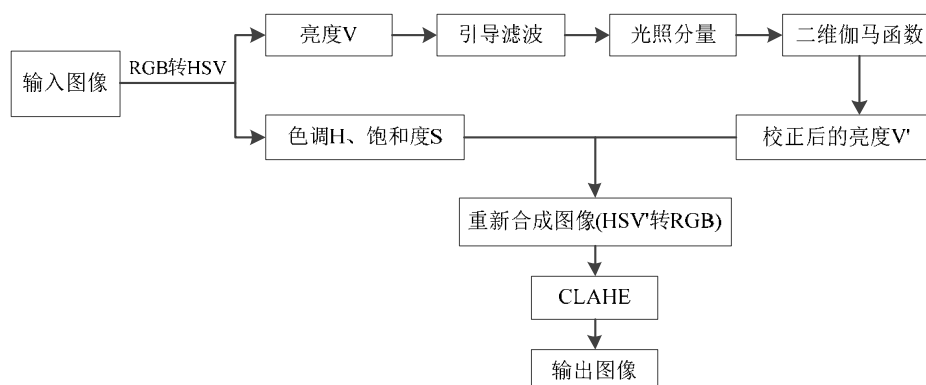 输入图像
RGB转HSV
亮度V
引导滤波
光照分量
二维伽马函数
色调H、饱和度S
校正后的亮度V'
重新合成图像(HSV'转RGB)
CLAHE
输出图像